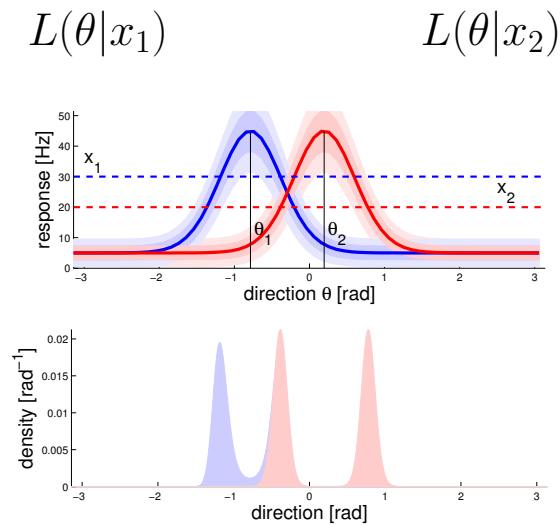 L(θ|x₁) L(θ|x₂)
50
x₁
40
30
20
x₂
10
θ₁ θ₂
0
response [Hz]
−3 −2 −1 0 1 2 3
direction θ [rad]
0.02
0.015
0.01
0.005
0
density [rad⁻¹]
−3 −2 −1 0 1 2 3
direction [rad]